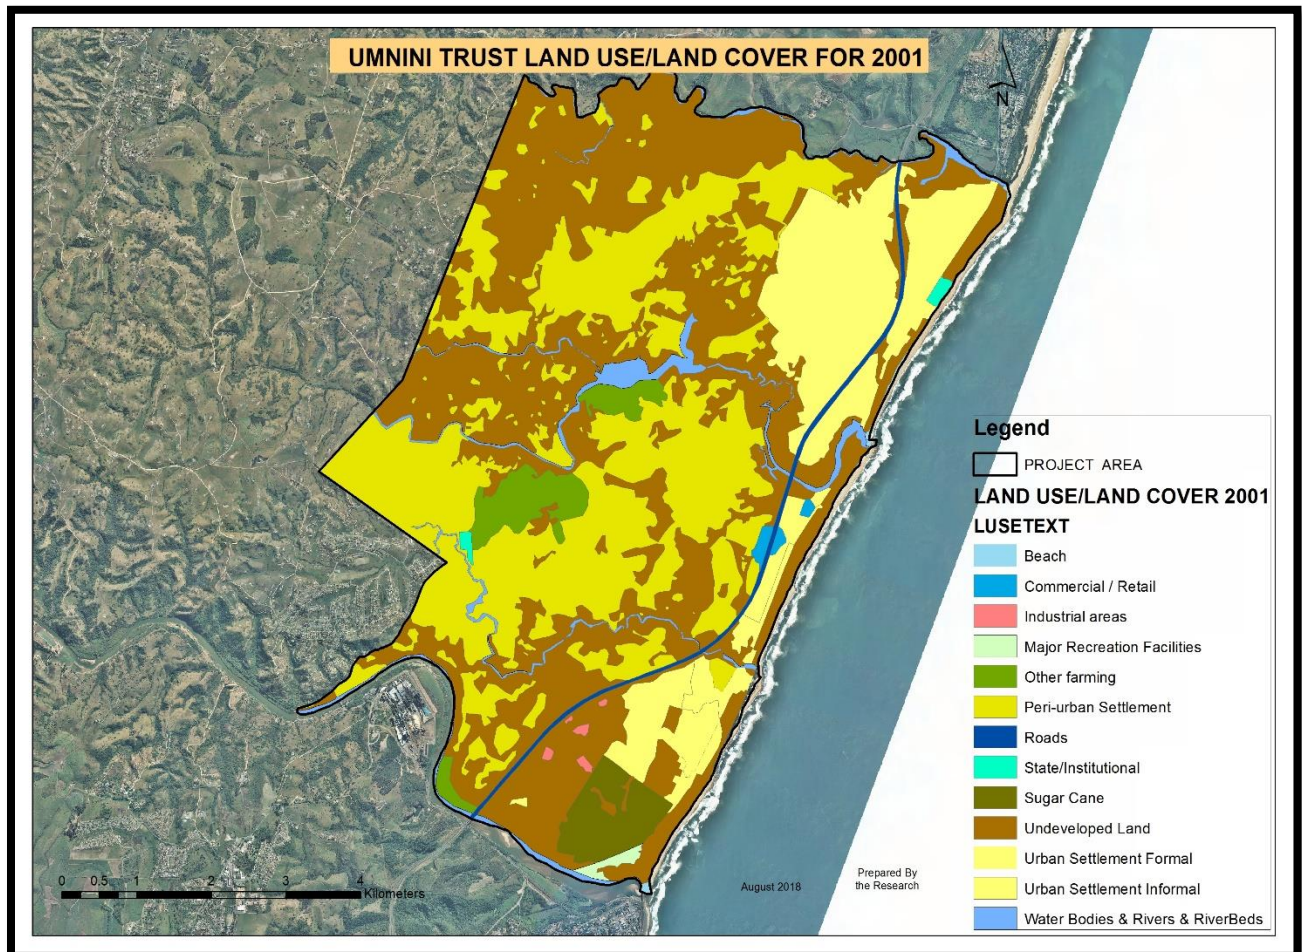 UMNINI TRUST LAND USE/LAND COVER FOR 2001
N
Legend
PROJECT AREA
LAND USE/LAND COVER 2001
LUSETEXT
Beach
Commercial / Retail
Industrial areas
Major Recreation Facilities
Other farming
Peri-urban Settlement
Roads
State/Institutional
Sugar Cane
Undeveloped Land
Urban Settlement Formal
Urban Settlement Informal
Water Bodies & Rivers & RiverBeds
0 0.5 1 2 3 4
Kilometers
August 2018
Prepared By
the Research